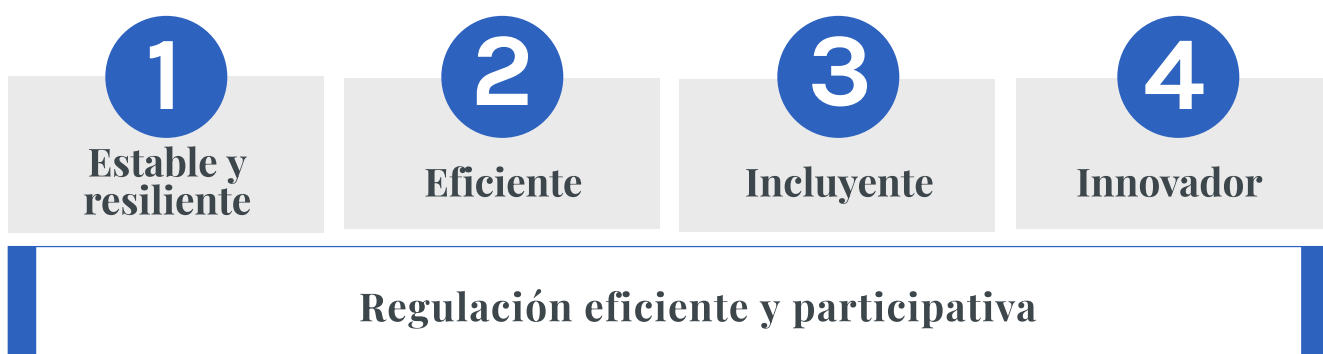 1
Estable y
resiliente
2
Eficiente
3
Incluyente
4
Innovador
Regulación eficiente y participativa